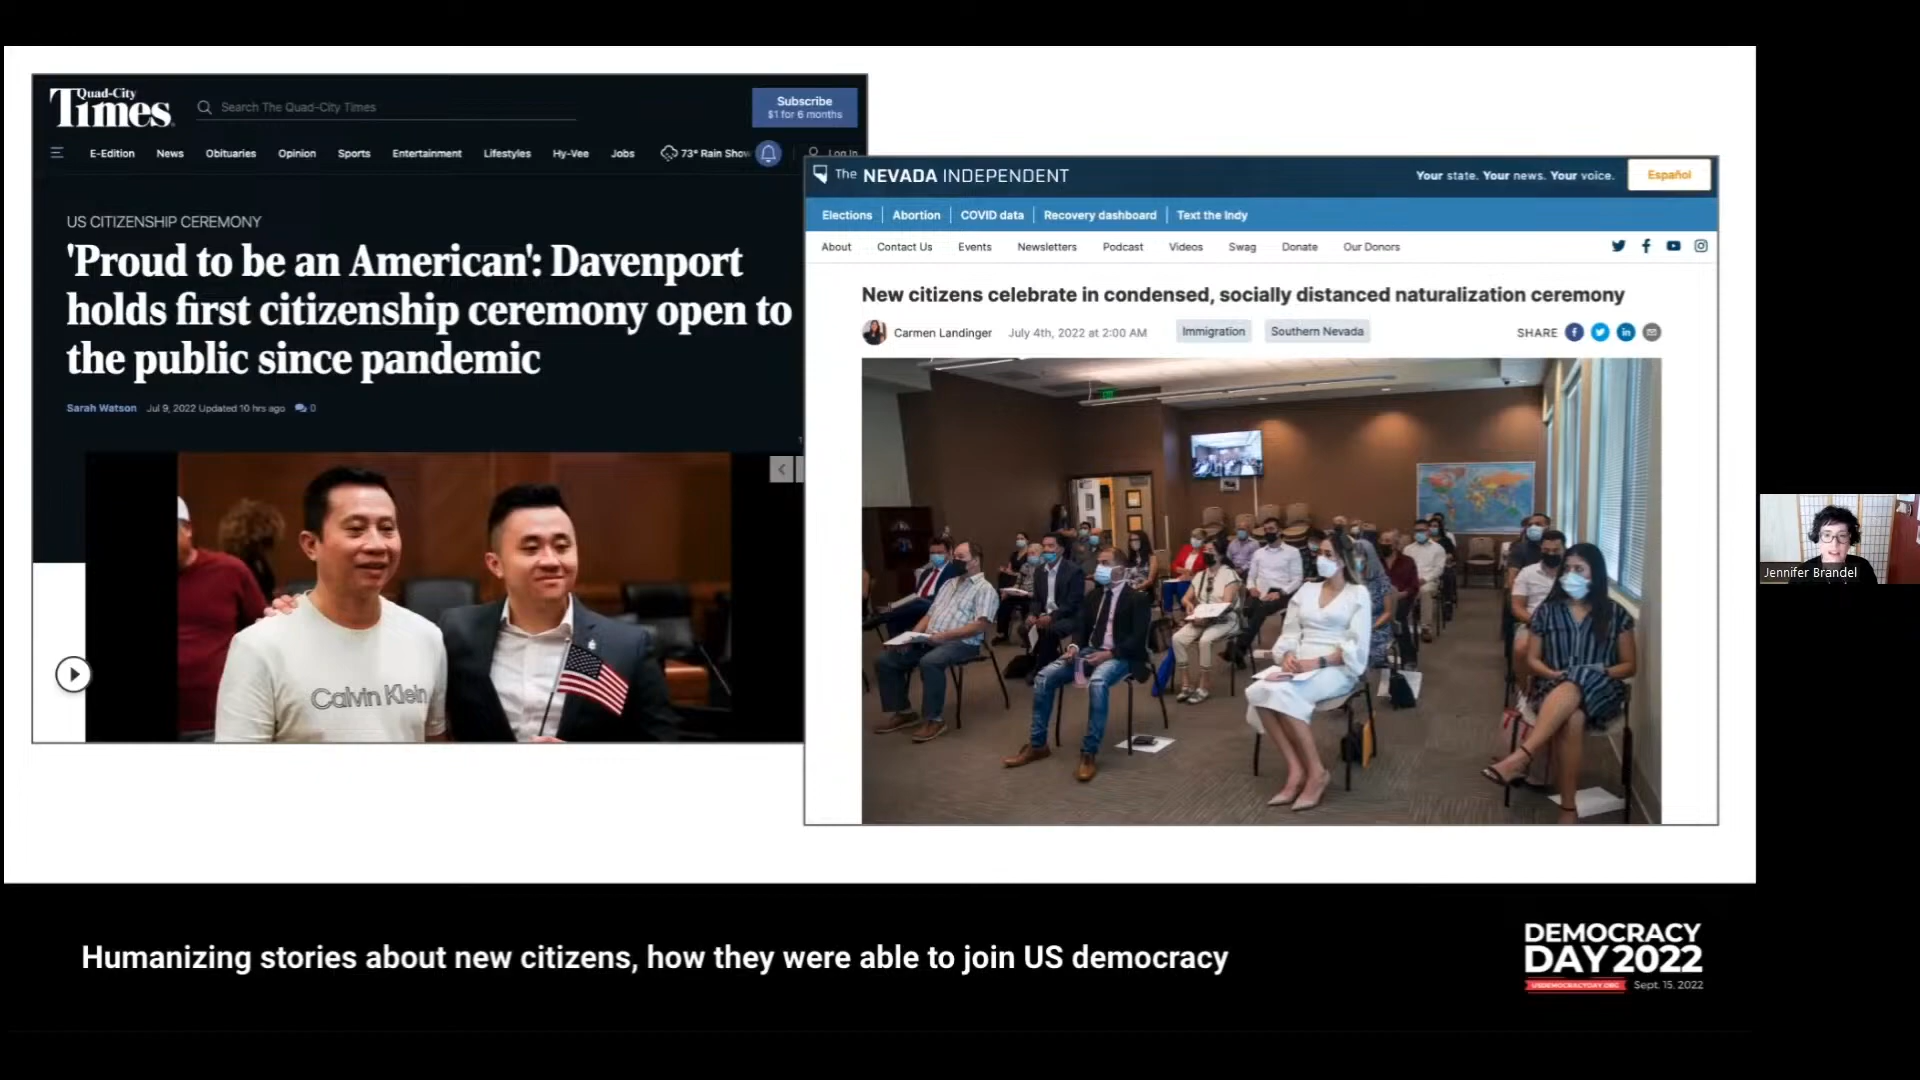 Quad-City
Times
Search The Quad-City Times
Subscribe
$1 for 6 months
E-Edition News Obituaries Opinion Sports Entertainment Lifestyles Hy-Vee Jobs 73° Rain Show Log In
US CITIZENSHIP CEREMONY
'Proud to be an American': Davenport
holds first citizenship ceremony open to
the public since pandemic
Sarah Watson Jul 9, 2022 Updated 10 hrs ago 0
Calvin Klein
The NEVADA INDEPENDENT
Your state. Your news. Your voice. Español
Elections Abortion COVID data Recovery dashboard Text the Indy
About Contact Us Events Newsletters Podcast Videos Swag Donate Our Donors
New citizens celebrate in condensed, socially distanced naturalization ceremony
Carmen Landinger July 4th, 2022 at 2:00 AM Immigration Southern Nevada SHARE
Jennifer Brandel
Humanizing stories about new citizens, how they were able to join US democracy
DEMOCRACY
DAY 2022
USDEMOCRACYDAY.ORG Sept. 15, 2022